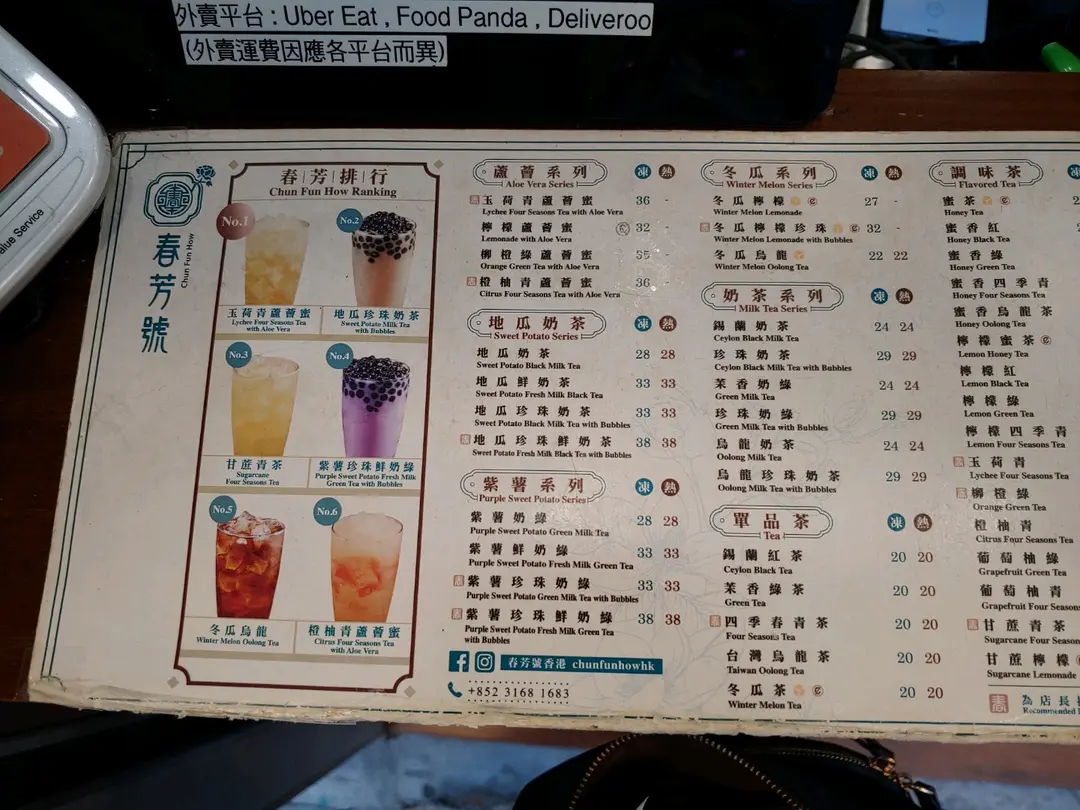 外賣平台 : Uber Eat , Food Panda , Deliveroo
(外賣運費因應各平台而異)
alue Service
春芳號
Chun Fun How
春芳排行
Chun Fun How Ranking
No.1
玉荷青蘆薈蜜
Lychee Four Seasons Tea
with Aloe Vera
No.2
地瓜珍珠奶茶
Sweet Potato Milk Tea
with Bubbles
No.3
甘蔗青茶
Sugarcane
Four Seasons Tea
No.4
紫薯珍珠鮮奶綠
Purple Sweet Potato Fresh Milk
Green Tea with Bubbles
No.5
冬瓜烏龍
Winter Melon Oolong Tea
No.6
橙柚青蘆薈蜜
Citrus Four Seasons Tea
with Aloe Vera
蘆薈系列 凍 熱
Aloe Vera Series
玉荷青蘆薈蜜 36 -
Lychee Four Seasons Tea with Aloe Vera
檸檬蘆薈蜜 32 -
Lemonade with Aloe Vera
柳橙綠蘆薈蜜 35 -
Orange Green Tea with Aloe Vera
橙柚青蘆薈蜜 36 -
Citrus Four Seasons Tea with Aloe Vera
地瓜奶茶 凍 熱
Sweet Potato Series
地瓜奶茶 28 28
Sweet Potato Black Milk Tea
地瓜鮮奶茶 33 33
Sweet Potato Fresh Milk Black Tea
地瓜珍珠奶茶 33 33
Sweet Potato Black Milk Tea with Bubbles
地瓜珍珠鮮奶茶 38 38
Sweet Potato Fresh Milk Black Tea with Bubbles
紫薯系列 凍 熱
Purple Sweet Potato Series
紫薯奶綠 28 28
Purple Sweet Potato Green Milk Tea
紫薯鮮奶綠 33 33
Purple Sweet Potato Fresh Milk Green Tea
紫薯珍珠奶綠 33 33
Purple Sweet Potato Green Milk Tea with Bubbles
紫薯珍珠鮮奶綠 38 38
Purple Sweet Potato Fresh Milk Green Tea
with Bubbles
春芳號香港 chunfunhowhk
+852 3168 1683
冬瓜系列 凍 熱
Winter Melon Series
冬瓜檸檬 27 -
Winter Melon Lemonade
冬瓜檸檬珍珠 32 -
Winter Melon Lemonade with Bubbles
冬瓜烏龍 22 22
Winter Melon Oolong Tea
奶茶系列 凍 熱
Milk Tea Series
錫蘭奶茶 24 24
Ceylon Black Milk Tea
珍珠奶茶 29 29
Ceylon Black Milk Tea with Bubbles
茉香奶綠 24 24
Green Milk Tea
珍珠奶綠 29 29
Green Milk Tea with Bubbles
烏龍奶茶 24 24
Oolong Milk Tea
烏龍珍珠奶茶 29 29
Oolong Milk Tea with Bubbles
單品茶 凍 熱
Tea
錫蘭紅茶 20 20
Ceylon Black Tea
茉香綠茶 20 20
Green Tea
四季春青茶 20 20
Four Seasons Tea
台灣烏龍茶 20 20
Taiwan Oolong Tea
冬瓜茶 20 20
Winter Melon Tea
調味茶
Flavored Tea
蜜茶
Honey Tea
蜜香紅
Honey Black Tea
蜜香綠
Honey Green Tea
蜜香四季青
Honey Four Seasons Tea
蜜香烏龍茶
Honey Oolong Tea
檸檬蜜茶
Lemon Honey Tea
檸檬紅
Lemon Black Tea
檸檬綠
Lemon Green Tea
檸檬四季青
Lemon Four Seasons Tea
玉荷青
Lychee Four Seasons Tea
柳橙綠
Orange Green Tea
橙柚青
Citrus Four Seasons Tea
葡萄柚綠
Grapefruit Green Tea
葡萄柚青
Grapefruit Four Seasons
甘蔗青茶
Sugarcane Four Seasons
甘蔗檸檬
Sugarcane Lemonade
為店長
Recommended